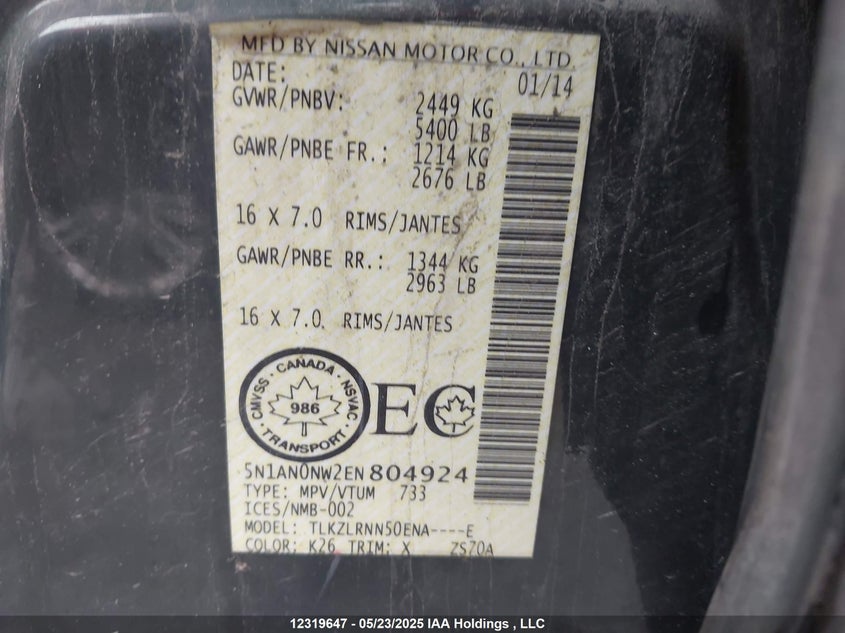 MFD BY NISSAN MOTOR CO., LTD.
DATE: 01/14
GVWR/PNBV: 2449 KG
5400 LB
GAWR/PNBE FR.: 1214 KG
2676 LB
16 X 7.0 RIMS/JANTES
GAWR/PNBE RR.: 1344 KG
2963 LB
16 X 7.0 RIMS/JANTES
CMVSS · CANADA · NSVAC · TRANSPORT ·
986
EC
5N1AN0NW2EN804924
TYPE: MPV/VTUM 733
ICES/NMB-002
MODEL: TLKZLRNN50ENA----E
COLOR: K26 TRIM: X ZS70A
12319647 - 05/23/2025 IAA Holdings , LLC